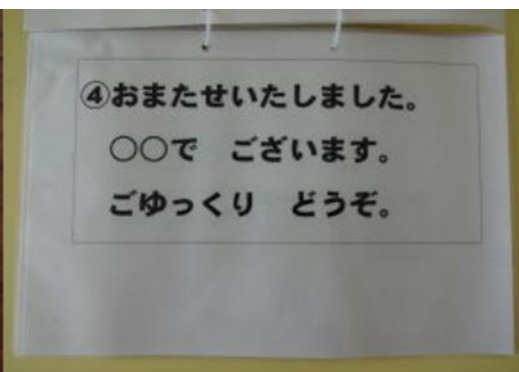 ④おまたせいたしました。
○○で　ございます。
ごゆっくり　どうぞ。